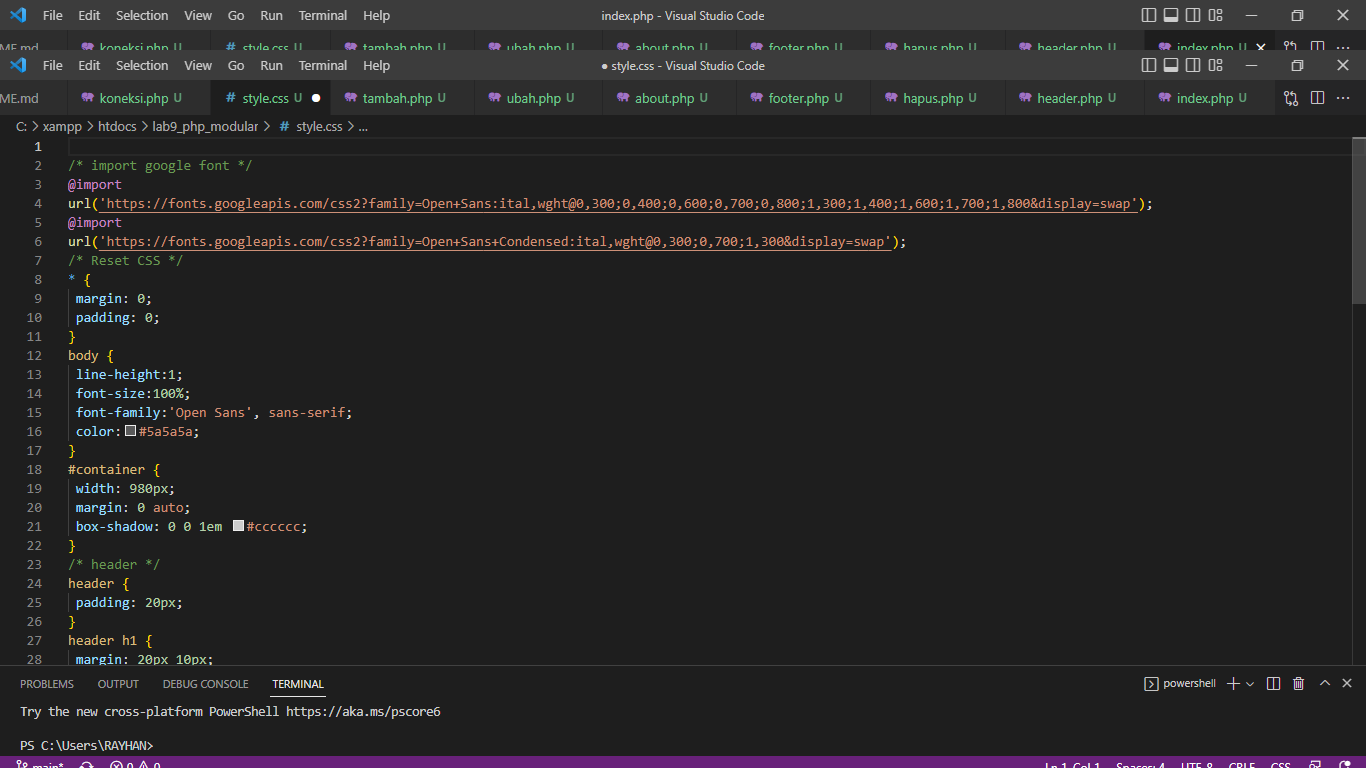 File Edit Selection View Go Run Terminal Help index.php - Visual Studio Code
ME.md koneksi.php U style.css U tambah.php U ubah.php U about.php U footer.php U hapus.php U header.php U index.php U
File Edit Selection View Go Run Terminal Help ● style.css - Visual Studio Code
ME.md koneksi.php U # style.css U tambah.php U ubah.php U about.php U footer.php U hapus.php U header.php U index.php U
C: > xampp > htdocs > lab9_php_modular > # style.css > ...
1
2 /* import google font */
3 @import
4 url('https://fonts.googleapis.com/css2?family=Open+Sans:ital,wght@0,300;0,400;0,600;0,700;0,800;1,300;1,400;1,600;1,700;1,800&display=swap');
5 @import
6 url('https://fonts.googleapis.com/css2?family=Open+Sans+Condensed:ital,wght@0,300;0,700;1,300&display=swap');
7 /* Reset CSS */
8 * {
9 margin: 0;
10 padding: 0;
11 }
12 body {
13 line-height:1;
14 font-size:100%;
15 font-family:'Open Sans', sans-serif;
16 color:#5a5a5a;
17 }
18 #container {
19 width: 980px;
20 margin: 0 auto;
21 box-shadow: 0 0 1em #cccccc;
22 }
23 /* header */
24 header {
25 padding: 20px;
26 }
27 header h1 {
28 margin: 20px 10px;
PROBLEMS OUTPUT DEBUG CONSOLE TERMINAL powershell
Try the new cross-platform PowerShell https://aka.ms/pscore6
PS C:\Users\RAYHAN>
main* 0 0 Ln 1, Col 1 Spaces: 4 UTF-8 CRLF CSS